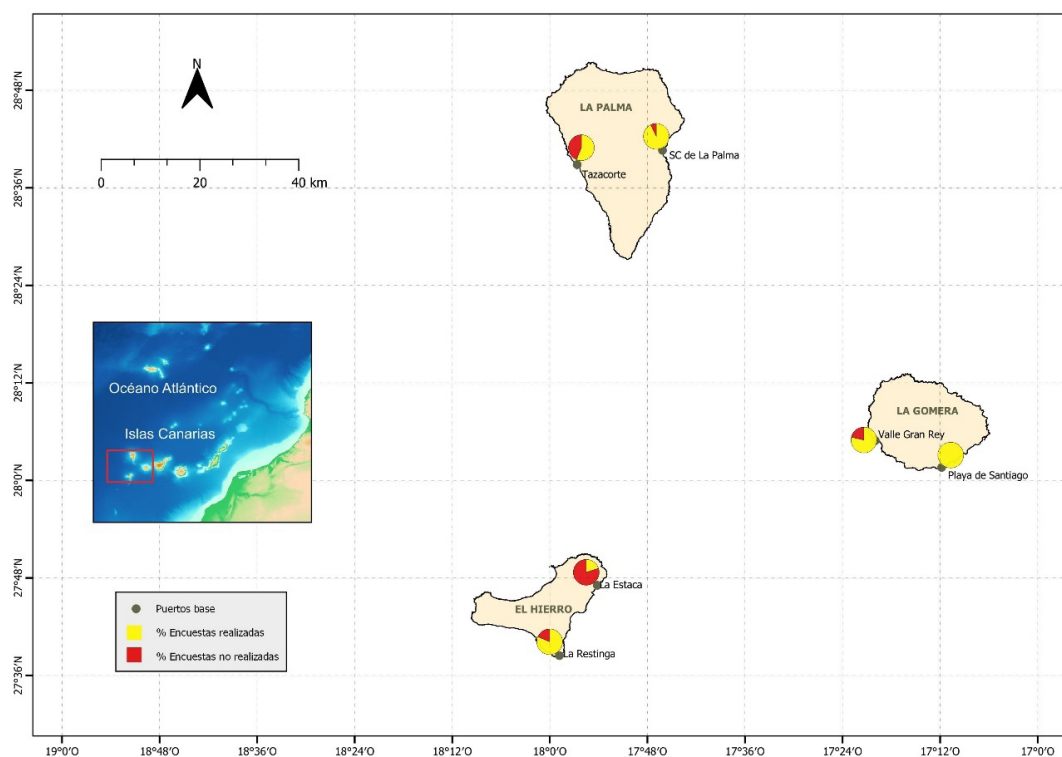 N
0 20 40 km
28°48'N
28°36'N
28°24'N
28°12'N
28°0'N
27°48'N
27°36'N
LA PALMA
SC de La Palma
Tazacorte
LA GOMERA
Valle Gran Rey
Playa de Santiago
La Estaca
EL HIERRO
La Restinga
Océano Atlántico
Islas Canarias
Puertos base
% Encuestas realizadas
% Encuestas no realizadas
19°0'O 18°48'O 18°36'O 18°24'O 18°12'O 18°0'O 17°48'O 17°36'O 17°24'O 17°12'O 17°0'O